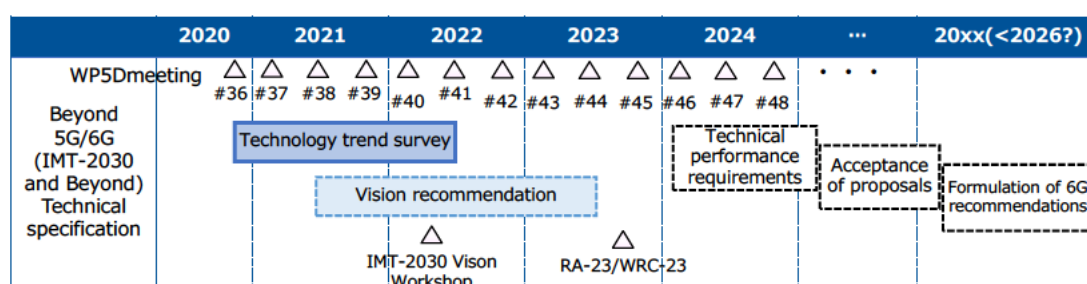 2020 2021 2022 2023 2024 ... 20xx(<2026?)
WP5Dmeeting
#36 #37 #38 #39 #40 #41 #42 #43 #44 #45 #46 #47 #48 . . .
Beyond
5G/6G
(IMT-2030
and Beyond)
Technical
specification
Technology trend survey
Vision recommendation
IMT-2030 Vison
Workshop
RA-23/WRC-23
Technical
performance
requirements
Acceptance
of proposals
Formulation of 6G
recommendations